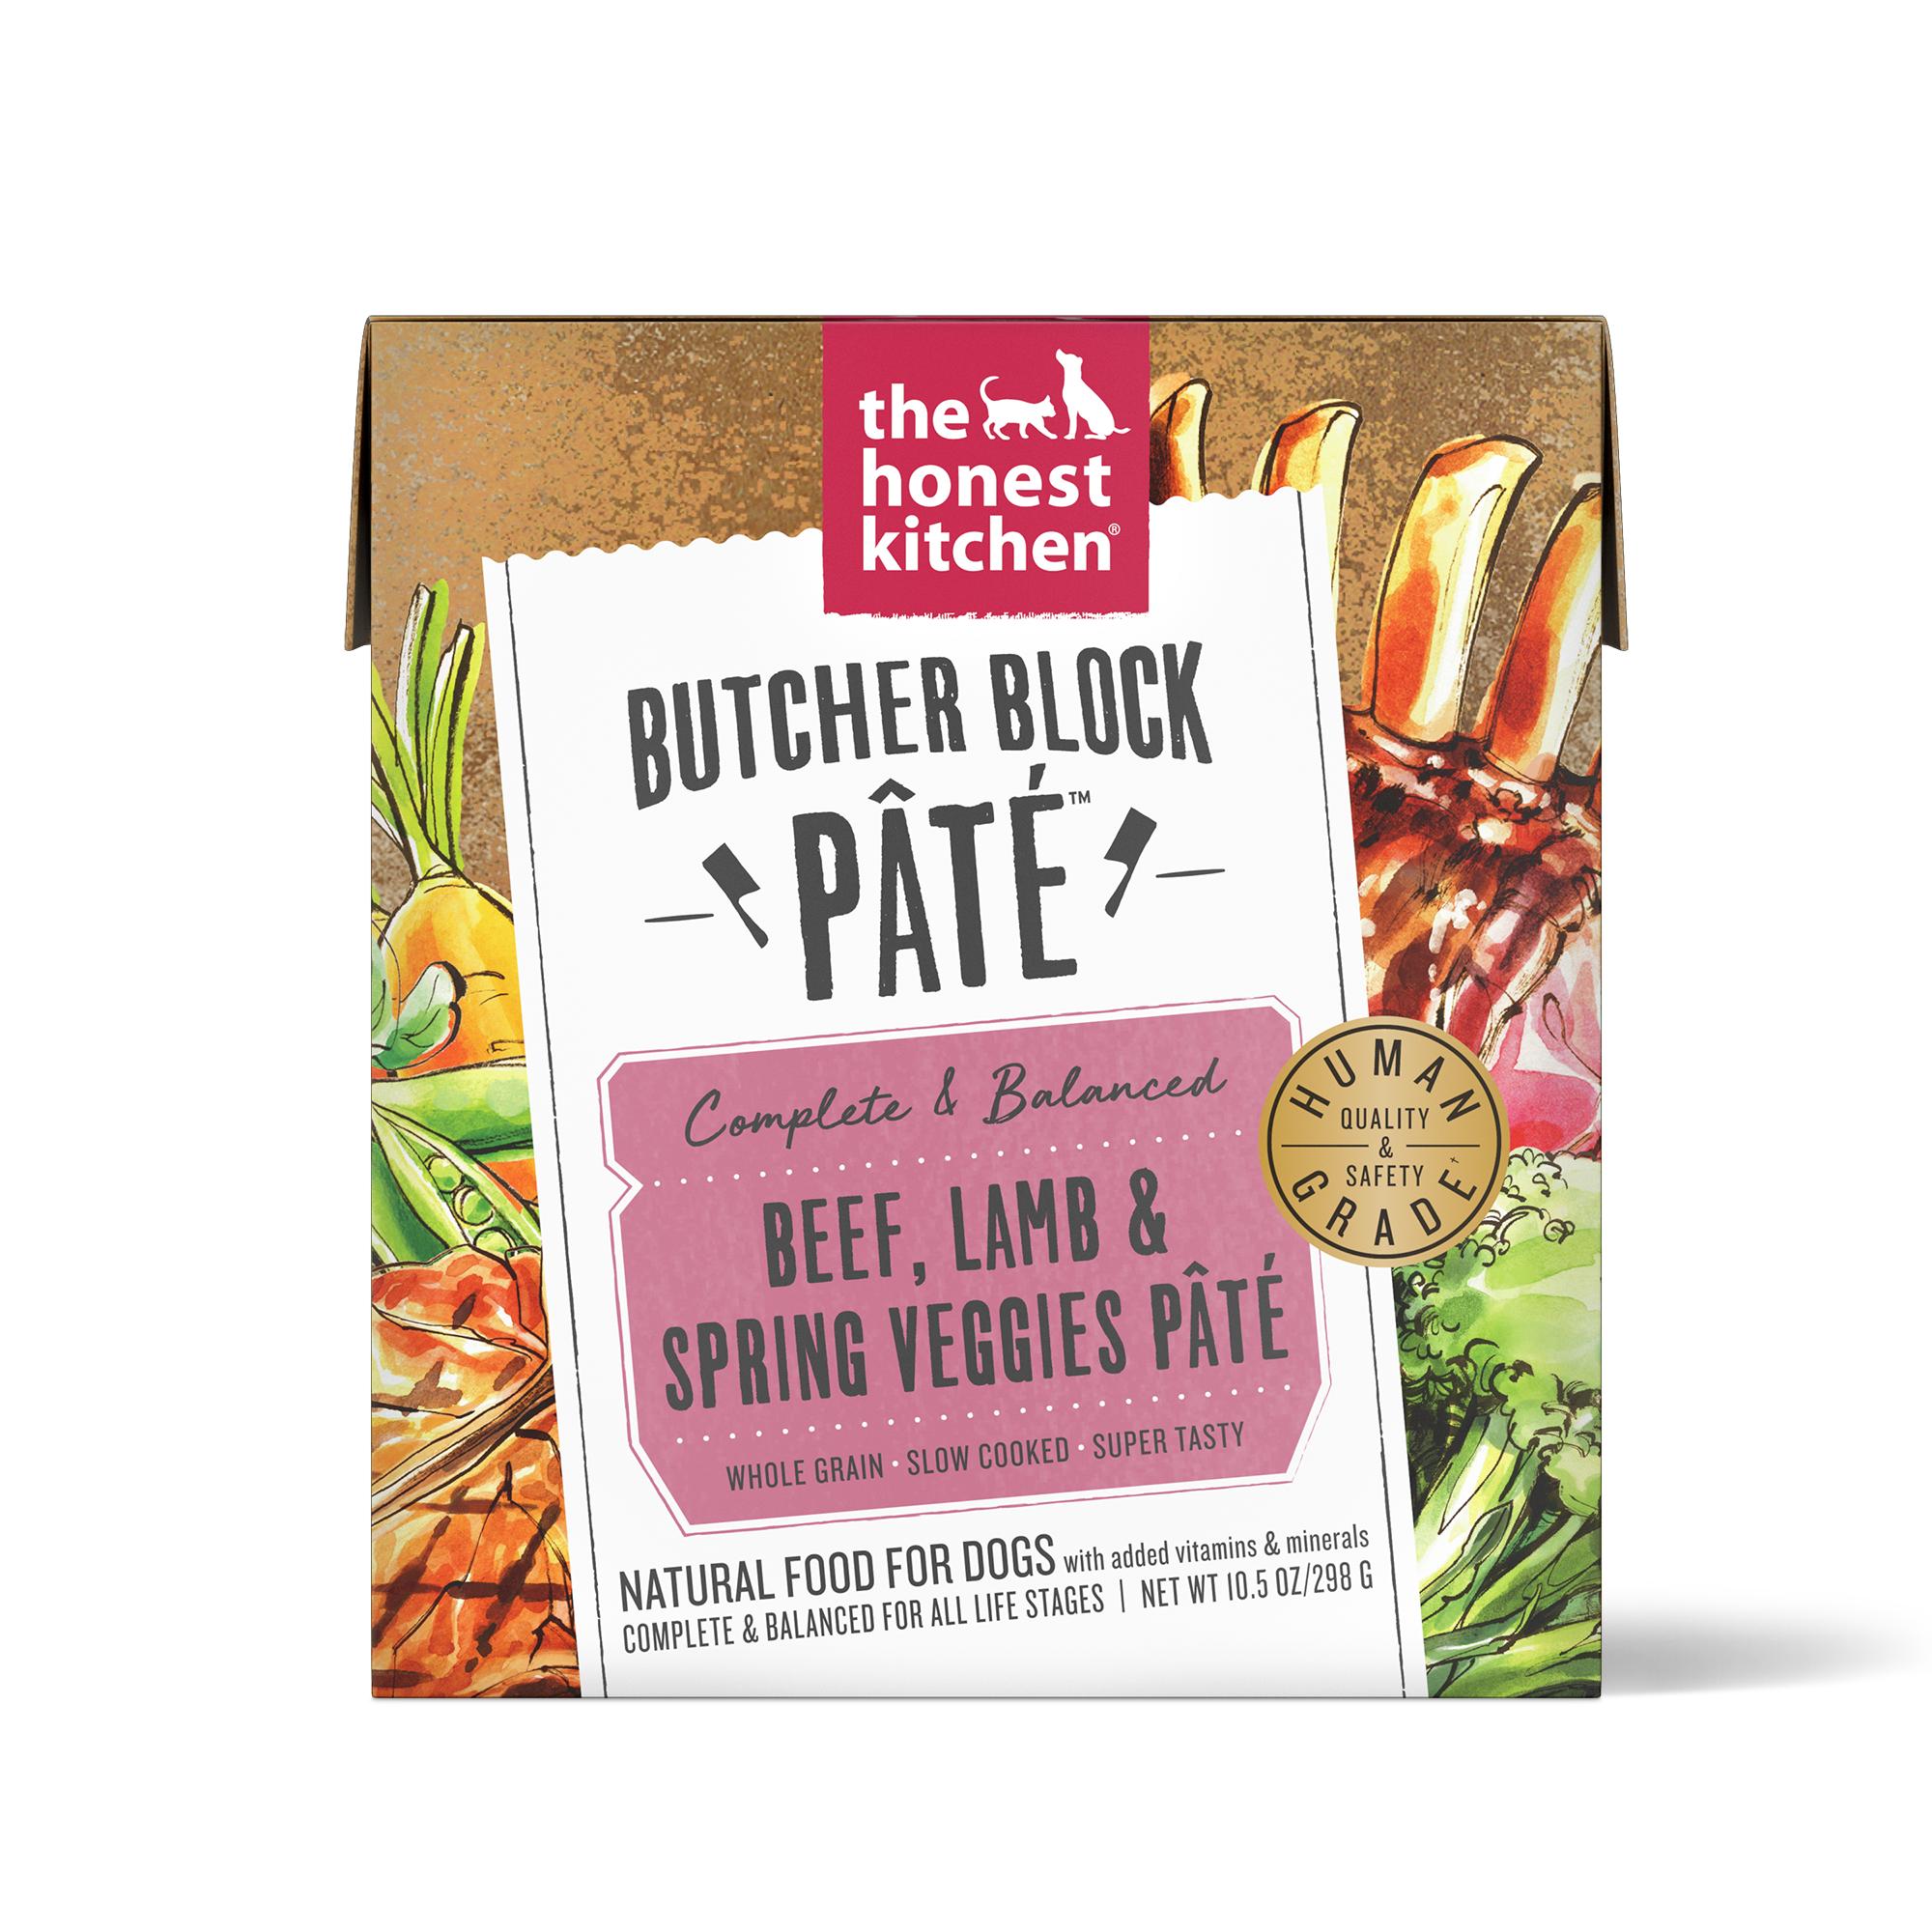 the
honest
kitchen®
BUTCHER BLOCK
PÂTÉ™
Complete & Balanced
BEEF, LAMB &
SPRING VEGGIES PÂTÉ
WHOLE GRAIN • SLOW COOKED • SUPER TASTY
HUMAN
QUALITY
&
SAFETY
GRADE+
NATURAL FOOD FOR DOGS with added vitamins & minerals
COMPLETE & BALANCED FOR ALL LIFE STAGES | NET WT 10.5 OZ/298 G